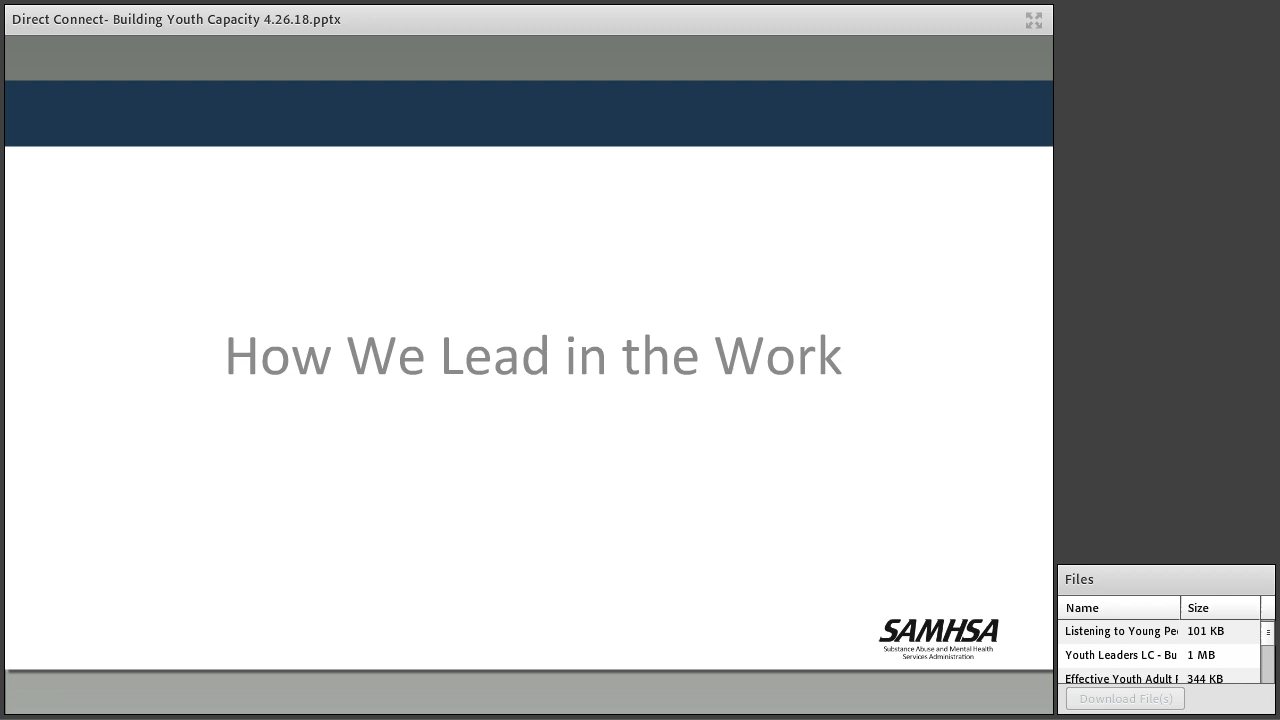 Direct Connect- Building Youth Capacity 4.26.18.pptx
How We Lead in the Work
SAMHSA
Substance Abuse and Mental Health
Services Administration
Files
Name Size
Listening to Young 101 KB
Youth Leaders LC - Bu 1 MB
Effective Youth Adult 344 KB
Download File(s)